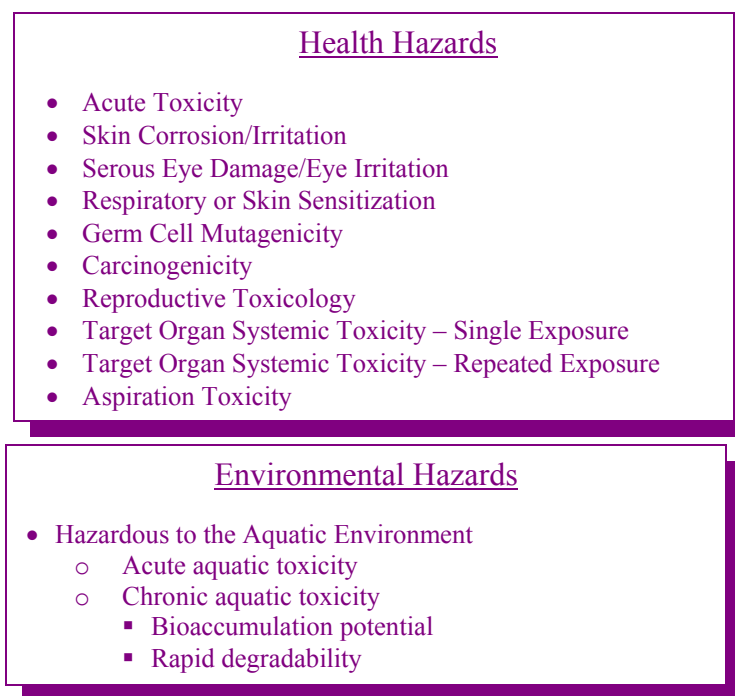 Health Hazards
• Acute Toxicity
• Skin Corrosion/Irritation
• Serous Eye Damage/Eye Irritation
• Respiratory or Skin Sensitization
• Germ Cell Mutagenicity
• Carcinogenicity
• Reproductive Toxicology
• Target Organ Systemic Toxicity – Single Exposure
• Target Organ Systemic Toxicity – Repeated Exposure
• Aspiration Toxicity
Environmental Hazards
• Hazardous to the Aquatic Environment
o Acute aquatic toxicity
o Chronic aquatic toxicity
▪ Bioaccumulation potential
▪ Rapid degradability